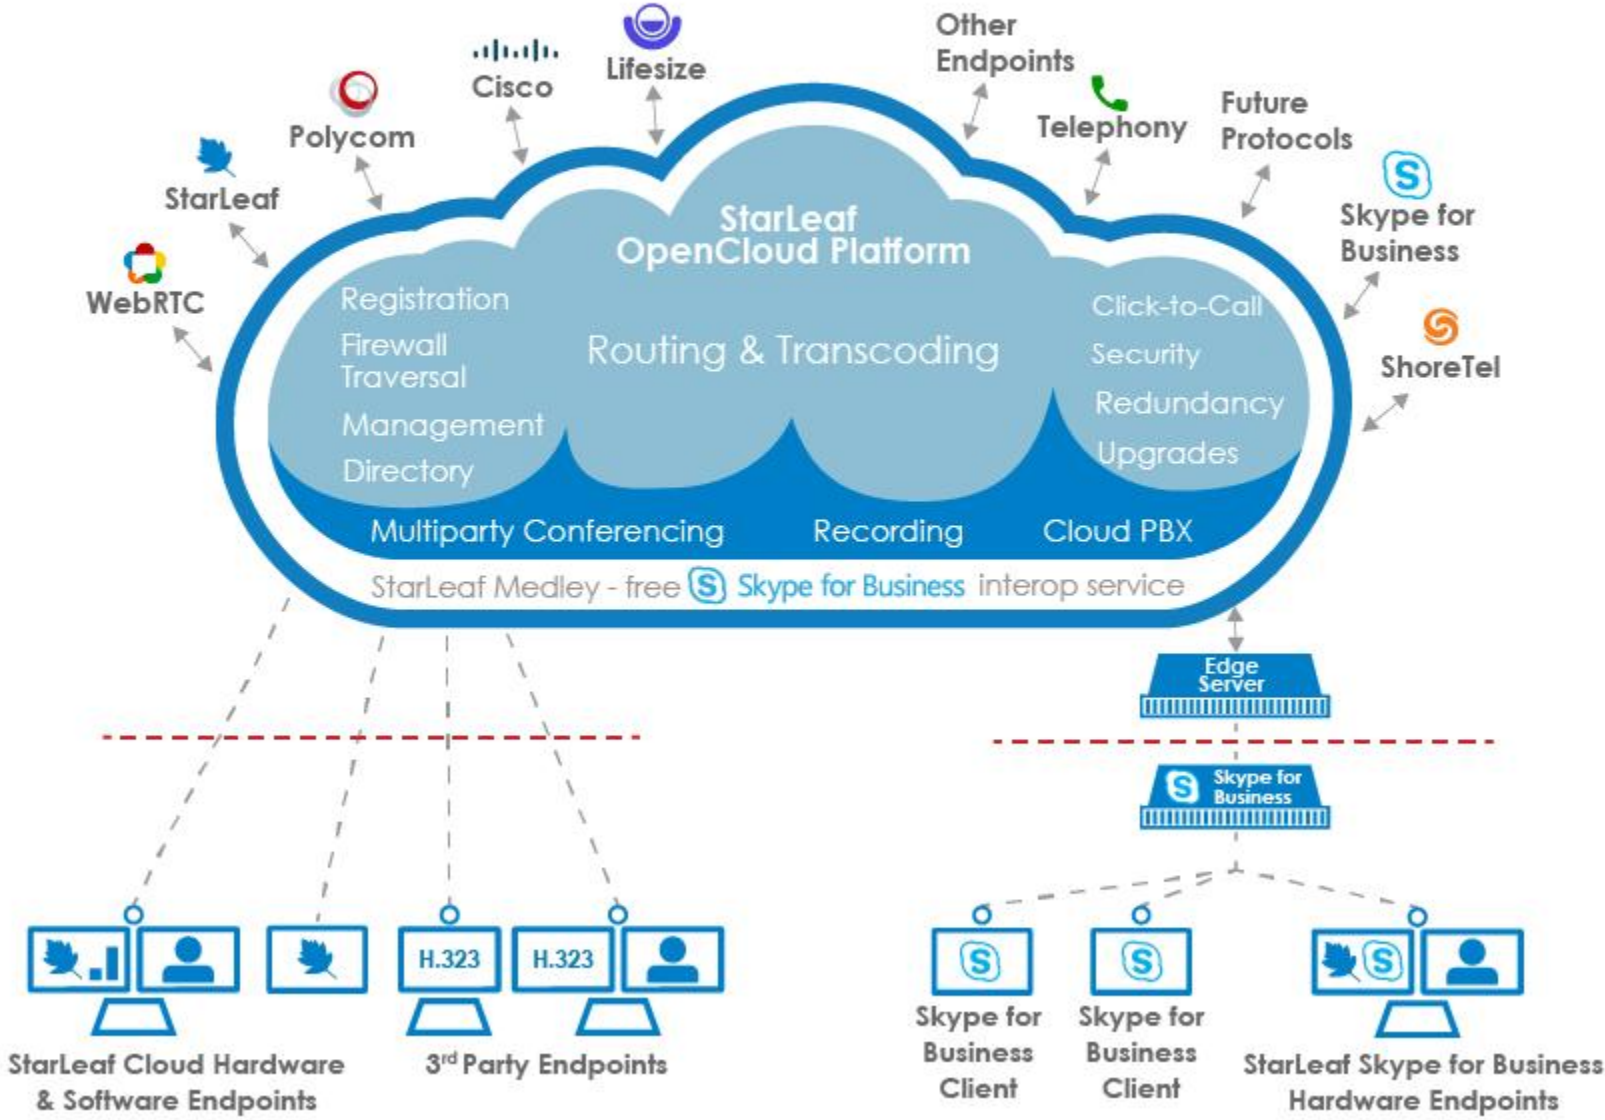 Other
Endpoints
Lifesize
Cisco
Telephony
Future
Protocols
Polycom
StarLeaf
Skype for
Business
WebRTC
ShoreTel
StarLeaf
OpenCloud Platform
Registration
Firewall
Traversal
Management
Directory
Routing & Transcoding
Click-to-Call
Security
Redundancy
Upgrades
Multiparty Conferencing
Recording
Cloud PBX
StarLeaf Medley - free S Skype for Business interop service
Edge
Server
S Skype for
Business
H.323
H.323
S
S
S
StarLeaf Cloud Hardware
& Software Endpoints
3rd Party Endpoints
Skype for
Business
Client
Skype for
Business
Client
StarLeaf Skype for Business
Hardware Endpoints